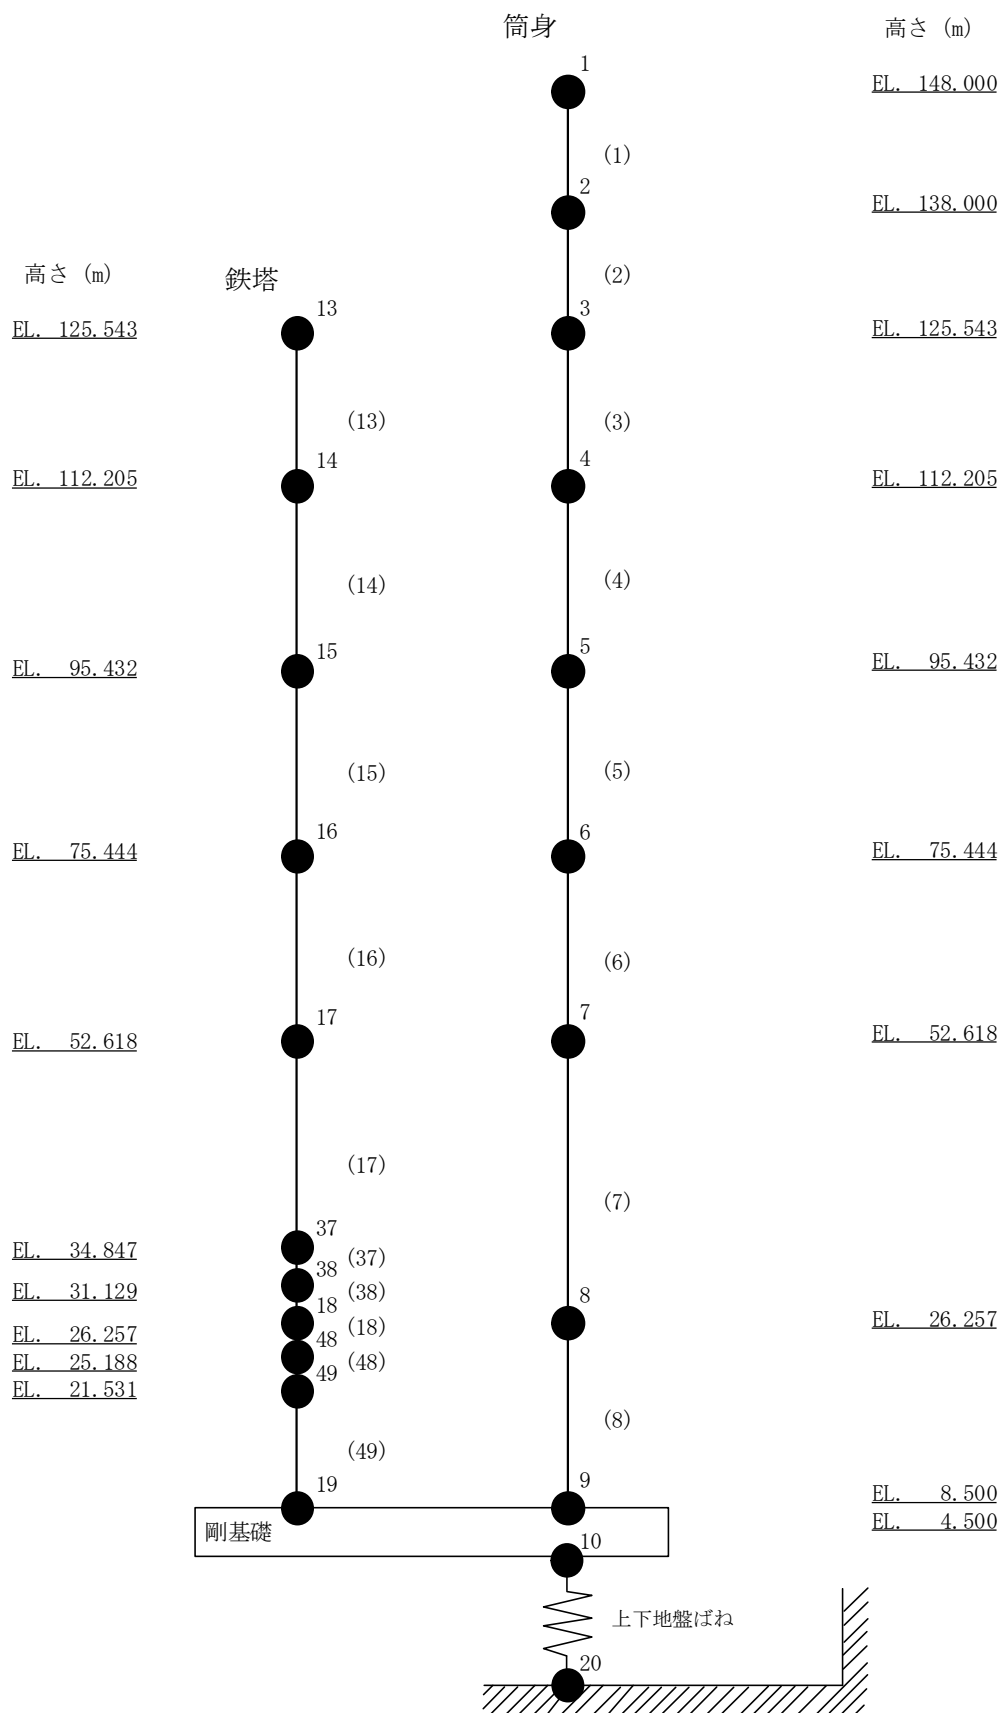 筒身
高さ (m)
1
EL. 148.000
(1)
2
EL. 138.000
(2)
高さ (m)
鉄塔
13
3
EL. 125.543
EL. 125.543
(13)
(3)
14
4
EL. 112.205
EL. 112.205
(14)
(4)
15
5
EL. 95.432
EL. 95.432
(15)
(5)
16
6
EL. 75.444
EL. 75.444
(16)
(6)
17
7
EL. 52.618
EL. 52.618
(17)
(7)
37
EL. 34.847
(37)
38
EL. 31.129
(38)
18
8
EL. 26.257
(18)
EL. 26.257
48
EL. 25.188
(48)
49
EL. 21.531
(8)
(49)
19
9
EL. 8.500
剛基礎
EL. 4.500
10
上下地盤ばね
20